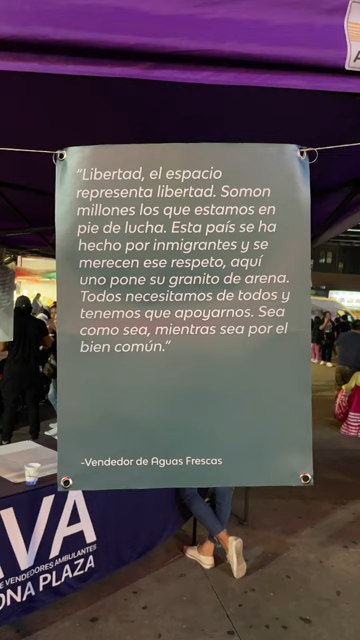 “Libertad, el espacio
representa libertad. Somon
millones los que estamos en
pie de lucha. Esta país se ha
hecho por inmigrantes y se
merecen ese respeto, aquí
uno pone su granito de arena.
Todos necesitamos de todos y
tenemos que apoyarnos. Sea
como sea, mientras sea por el
bien común.”
-Vendedor de Aguas Frescas
VA
DE VENDEDORES AMBULANTES
ONA PLAZA